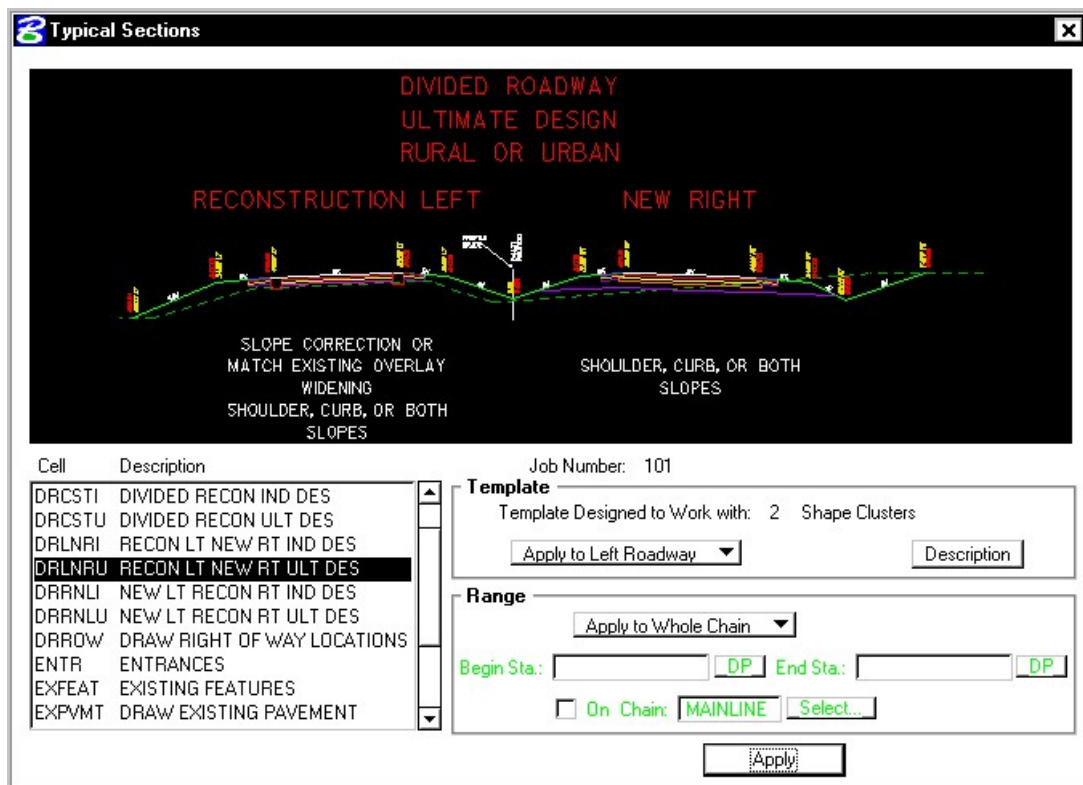 Typical Sections
DIVIDED ROADWAY
ULTIMATE DESIGN
RURAL OR URBAN
RECONSTRUCTION LEFT
NEW RIGHT
SLOPE CORRECTION OR
MATCH EXISTING OVERLAY
WIDENING
SHOULDER, CURB, OR BOTH
SLOPES
SHOULDER, CURB, OR BOTH
SLOPES
Cell Description
DRCSTI DIVIDED RECON IND DES
DRCSTU DIVIDED RECON ULT DES
DRLNRI RECON LT NEW RT IND DES
DRLNRU RECON LT NEW RT ULT DES
DRRNLI NEW LT RECON RT IND DES
DRRNLU NEW LT RECON RT ULT DES
DRROW DRAW RIGHT OF WAY LOCATIONS
ENTR ENTRANCES
EXFEAT EXISTING FEATURES
EXPVMT DRAW EXISTING PAVEMENT
Job Number: 101
Template
Template Designed to Work with: 2 Shape Clusters
Apply to Left Roadway Description
Range
Apply to Whole Chain
Begin Sta.: DP End Sta.: DP
On Chain: MAINLINE Select...
Apply